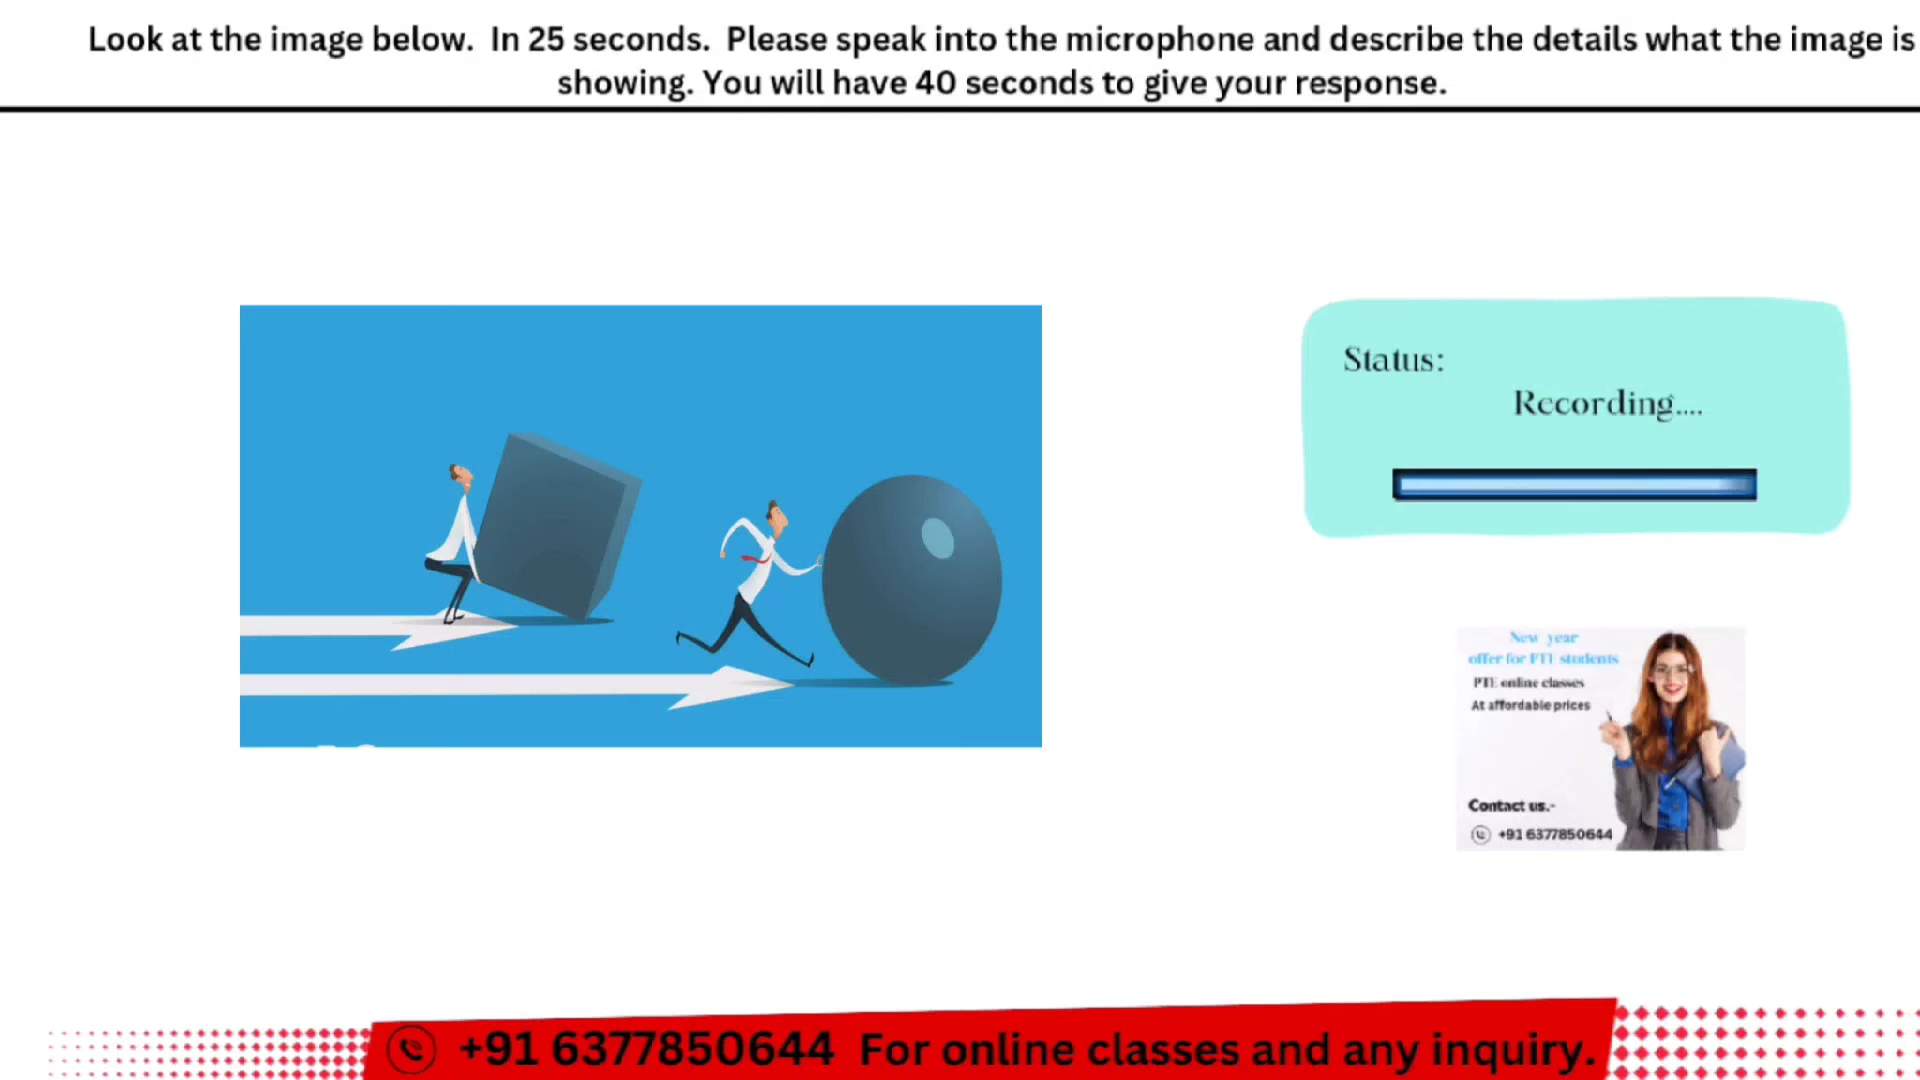 Look at the image below. In 25 seconds. Please speak into the microphone and describe the details what the image is
showing. You will have 40 seconds to give your response.
Status:
Recording....
New year
offer for PTE students
PTE online classes
At affordable prices
Contact us.-
+91 6377850644
+91 6377850644 For online classes and any inquiry.